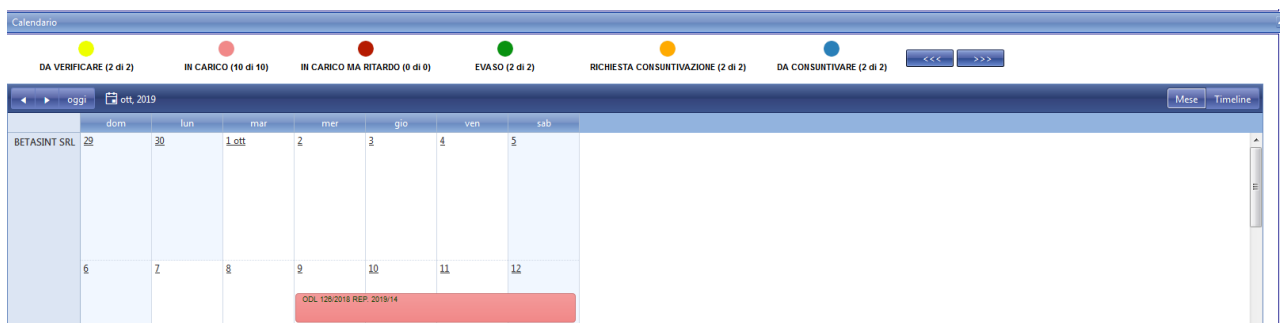 Calendario
DA VERIFICARE (2 di 2) IN CARICO (10 di 10) IN CARICO MA RITARDO (0 di 0) EVASO (2 di 2) RICHIESTA CONSUNTIVAZIONE (2 di 2) DA CONSUNTIVARE (2 di 2) <<< >>>
oggi ott, 2019 Mese Timeline
dom lun mar mer gio ven sab
BETASINT SRL 29 30 1 ott 2 3 4 5
6 7 8 9 10 11 12
ODL 126/2018 REP. 2019/14